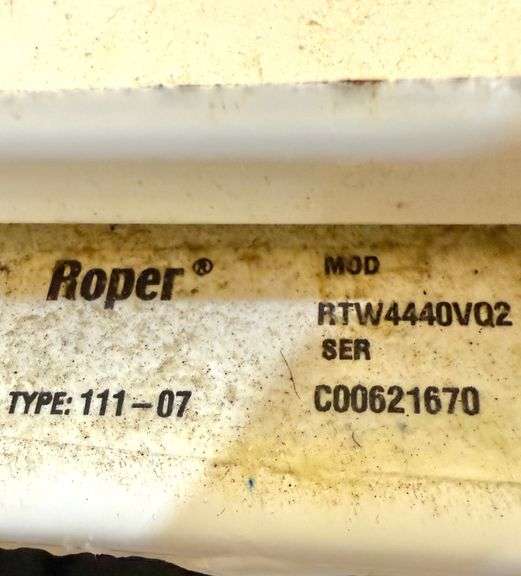 Roper®
MOD
RTW4440VQ2
SER
TYPE: 111-07
C00621670